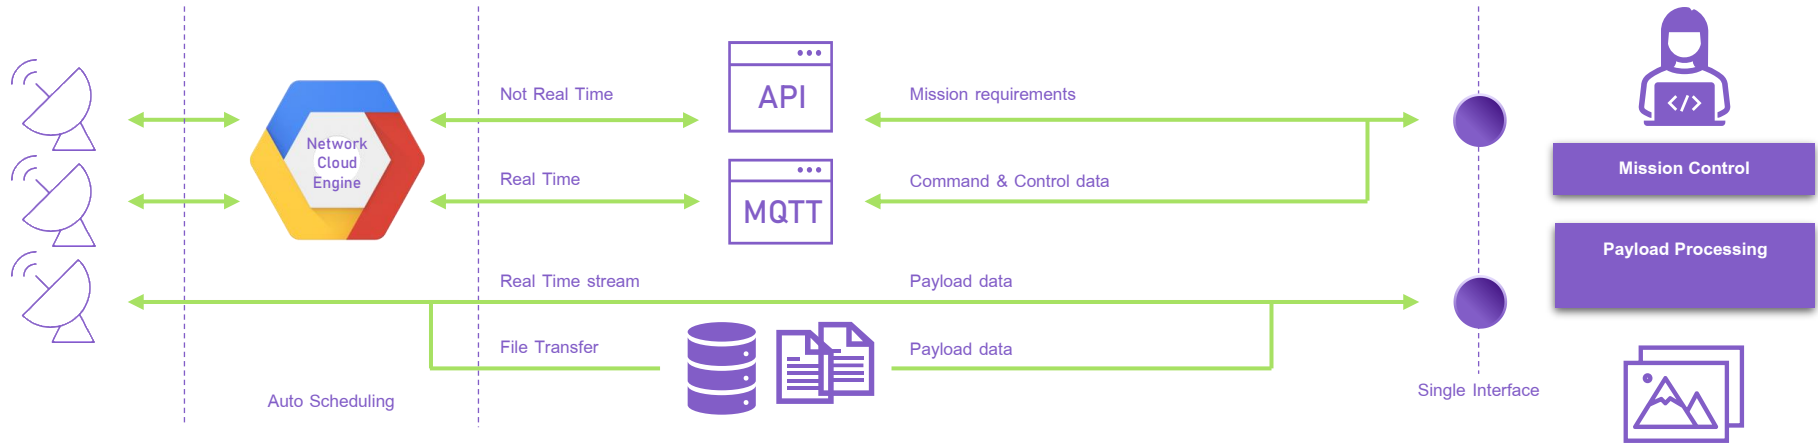 Not Real Time
API
Mission requirements
Network
Cloud
Engine
</>
Mission Control
Real Time
MQTT
Command & Control data
Payload Processing
Real Time stream
Payload data
File Transfer
Payload data
Auto Scheduling
Single Interface